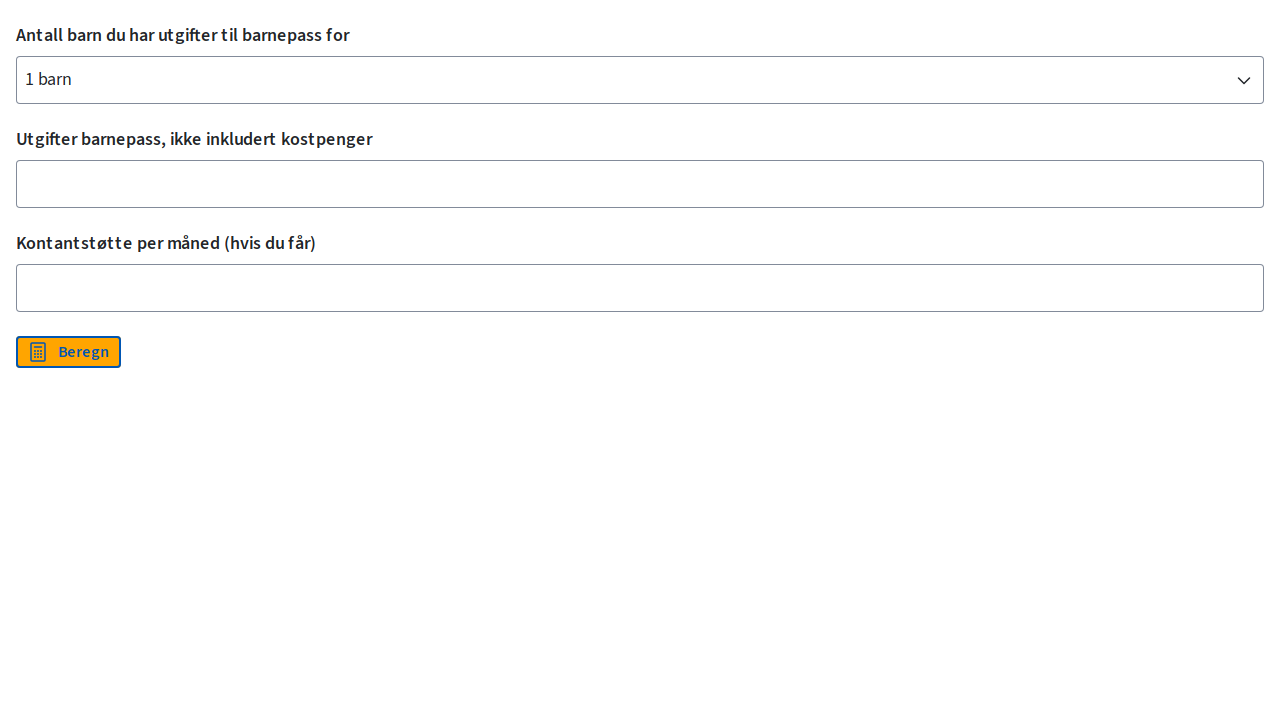 Antall barn du har utgifter til barnepass for
1 barn
Utgifter barnepass, ikke inkludert kostpenger
Kontantstøtte per måned (hvis du får)
Beregn